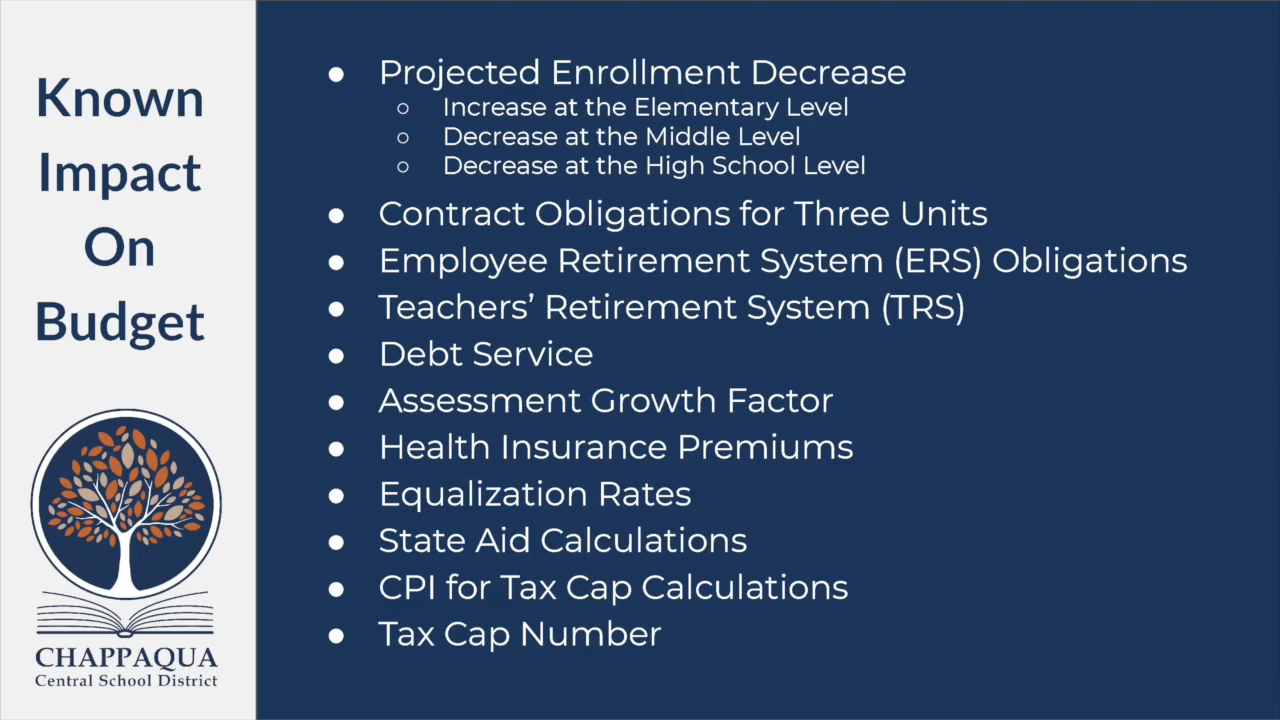 Known
Impact
On
Budget
CHAPPAQUA
Central School District
● Projected Enrollment Decrease
○ Increase at the Elementary Level
○ Decrease at the Middle Level
○ Decrease at the High School Level
● Contract Obligations for Three Units
● Employee Retirement System (ERS) Obligations
● Teachers’ Retirement System (TRS)
● Debt Service
● Assessment Growth Factor
● Health Insurance Premiums
● Equalization Rates
● State Aid Calculations
● CPI for Tax Cap Calculations
● Tax Cap Number